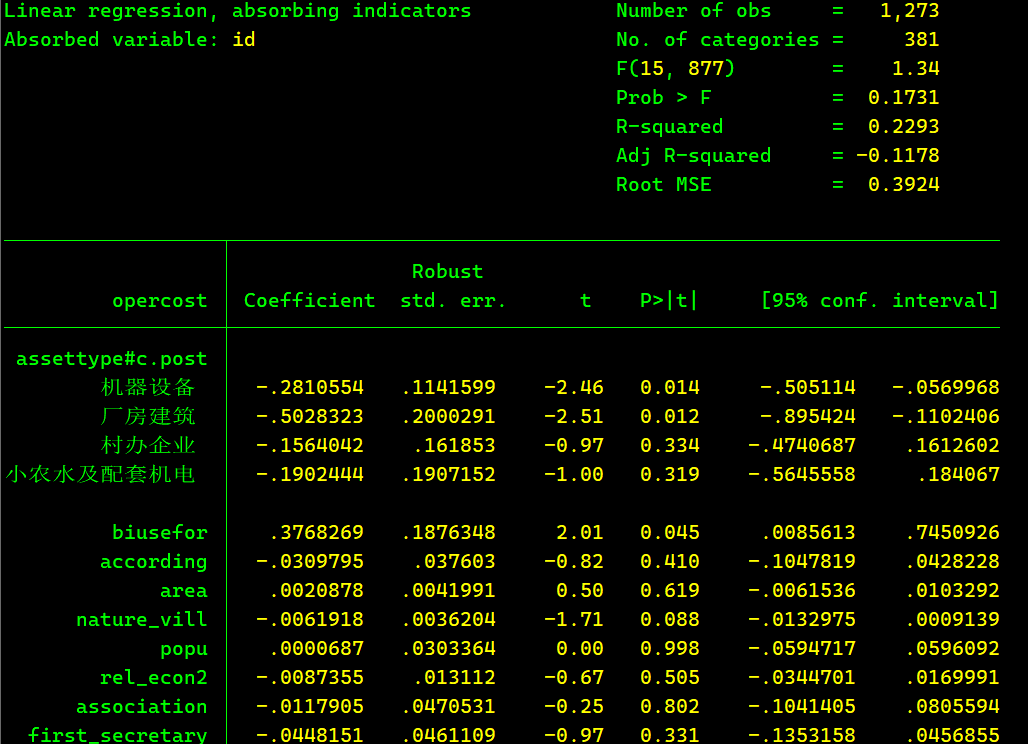 Linear regression, absorbing indicators Number of obs = 1,273
Absorbed variable: id No. of categories = 381
F(15, 877) = 1.34
Prob > F = 0.1731
R-squared = 0.2293
Adj R-squared = -0.1178
Root MSE = 0.3924
Robust
opercost Coefficient std. err. t P>|t| [95% conf. interval]
assettype#c.post
机器设备 -.2810554 .1141599 -2.46 0.014 -.505114 -.0569968
厂房建筑 -.5028323 .2000291 -2.51 0.012 -.895424 -.1102406
村办企业 -.1564042 .161853 -0.97 0.334 -.4740687 .1612602
小农水及配套机电 -.1902444 .1907152 -1.00 0.319 -.5645558 .184067
biusefor .3768269 .1876348 2.01 0.045 .0085613 .7450926
according -.0309795 .037603 -0.82 0.410 -.1047819 .0428228
area .0020878 .0041991 0.50 0.619 -.0061536 .0103292
nature_vill -.0061918 .0036204 -1.71 0.088 -.0132975 .0009139
popu .0000687 .0303364 0.00 0.998 -.0594717 .0596092
rel_econ2 -.0087355 .013112 -0.67 0.505 -.0344701 .0169991
association -.0117905 .0470531 -0.25 0.802 -.1041405 .0805594
first_secretary -.0448151 .0461109 -0.97 0.331 -.1353158 .0456855